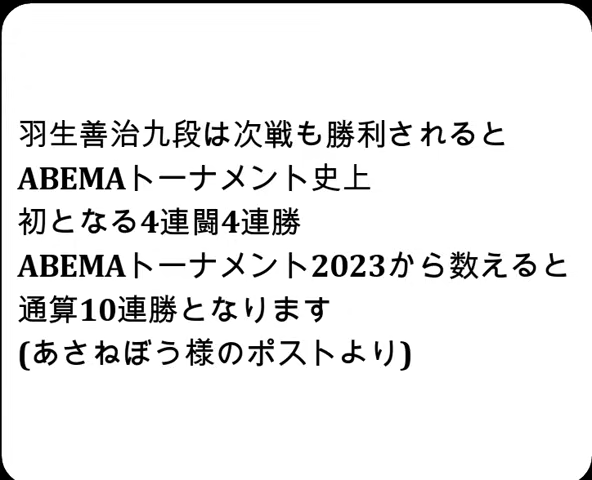 羽生善治九段は次戦も勝利されると
ABEMAトーナメント史上
初となる4連闘4連勝
ABEMAトーナメント2023から数えると
通算10連勝となります
(あさねぼう様のポストより)